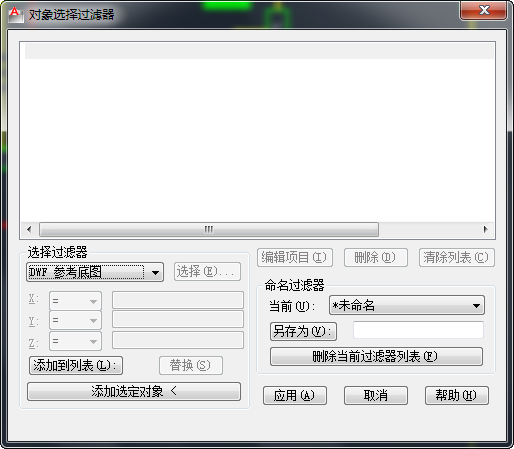 对象选择过滤器
选择过滤器
DWF 参考底图
选择(E)...
X:
=
Y:
=
Z:
=
添加到列表(L):
替换(S)
添加选定对象 <
编辑项目(I)
删除(D)
清除列表(C)
命名过滤器
当前(U):
*未命名
另存为(V):
删除当前过滤器列表(F)
应用(A)
取消
帮助(H)